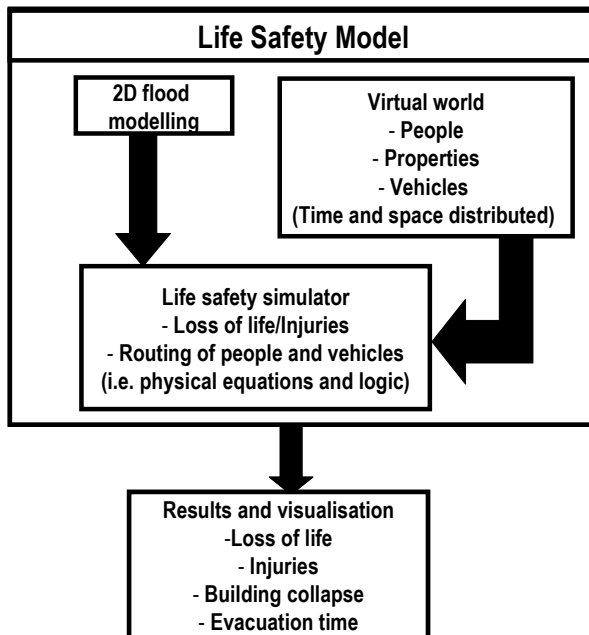 Life Safety Model
2D flood
modelling
Virtual world
- People
- Properties
- Vehicles
(Time and space distributed)
Life safety simulator
- Loss of life/Injuries
- Routing of people and vehicles
(i.e. physical equations and logic)
Results and visualisation
-Loss of life
- Injuries
- Building collapse
- Evacuation time